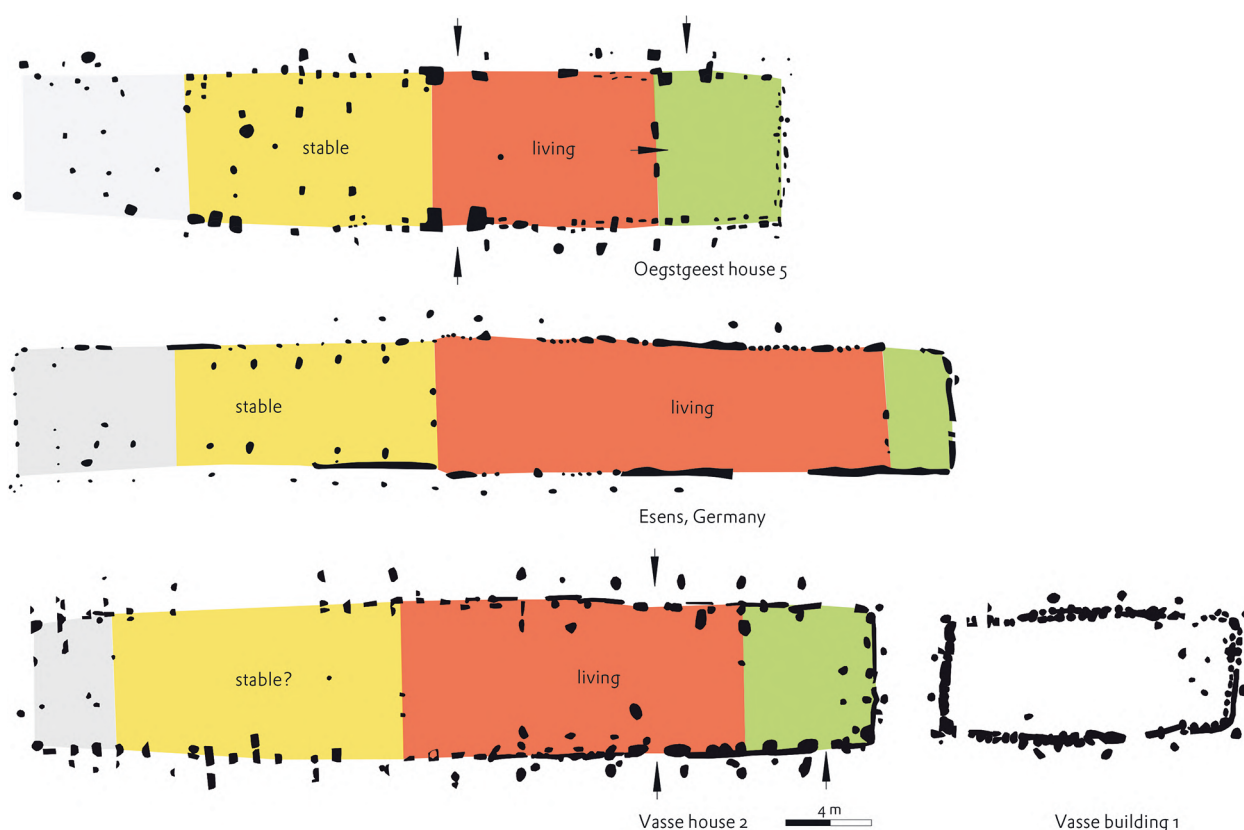 stable
living
Oegstgeest house 5
stable
living
Esens, Germany
stable?
living
4 m
Vasse house 2
Vasse building 1